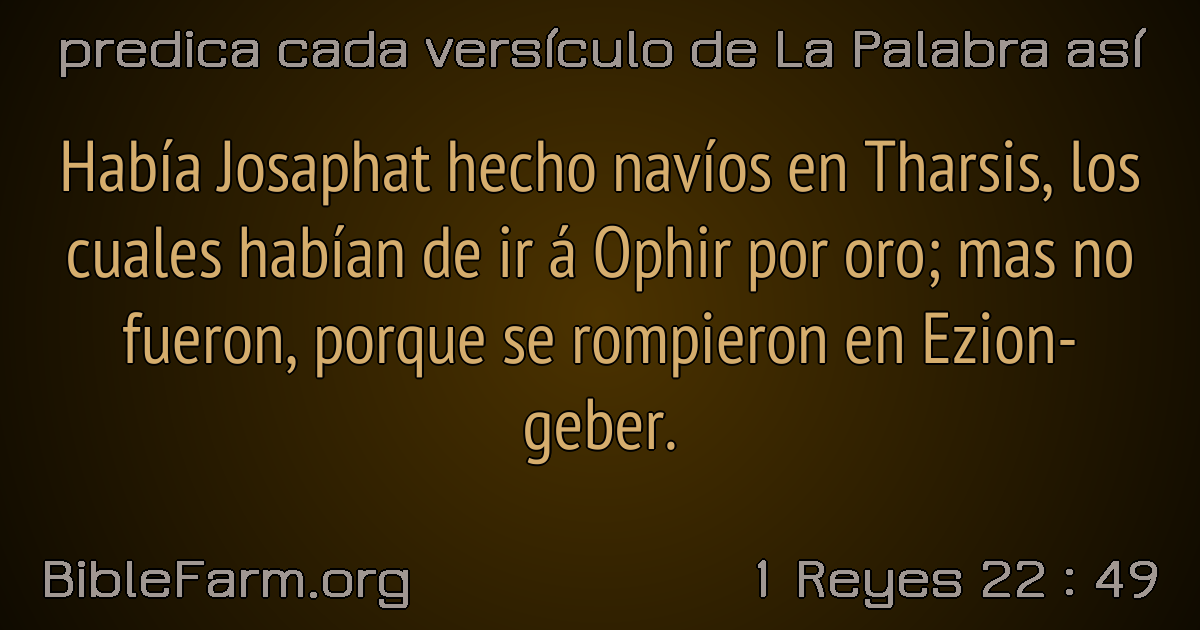 predica cada versículo de La Palabra así
Había Josaphat hecho navíos en Tharsis, los
cuales habían de ir á Ophir por oro; mas no
fueron, porque se rompieron en Ezion-
geber.
BibleFarm.org
1 Reyes 22 : 49